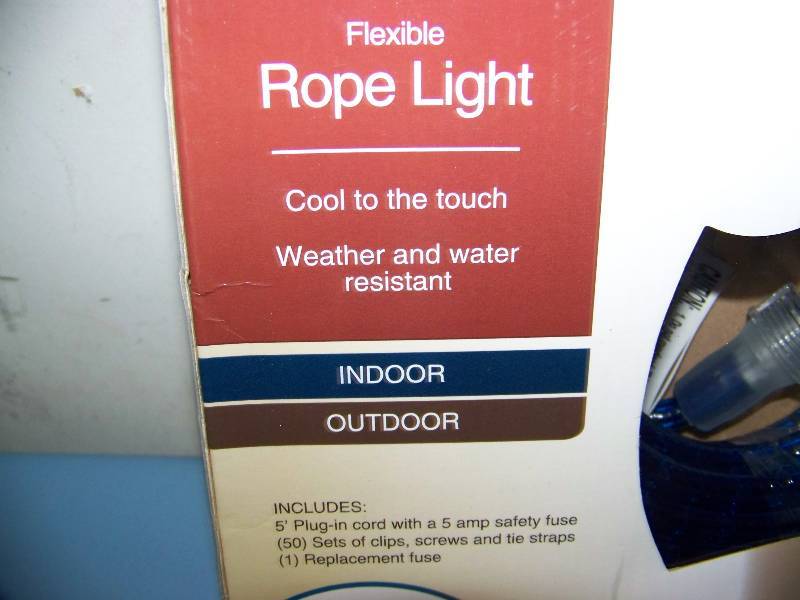 Flexible
Rope Light
Cool to the touch
Weather and water
resistant
INDOOR
OUTDOOR
INCLUDES:
5' Plug-in cord with a 5 amp safety fuse
(50) Sets of clips, screws and tie straps
(1) Replacement fuse
CAUTION: